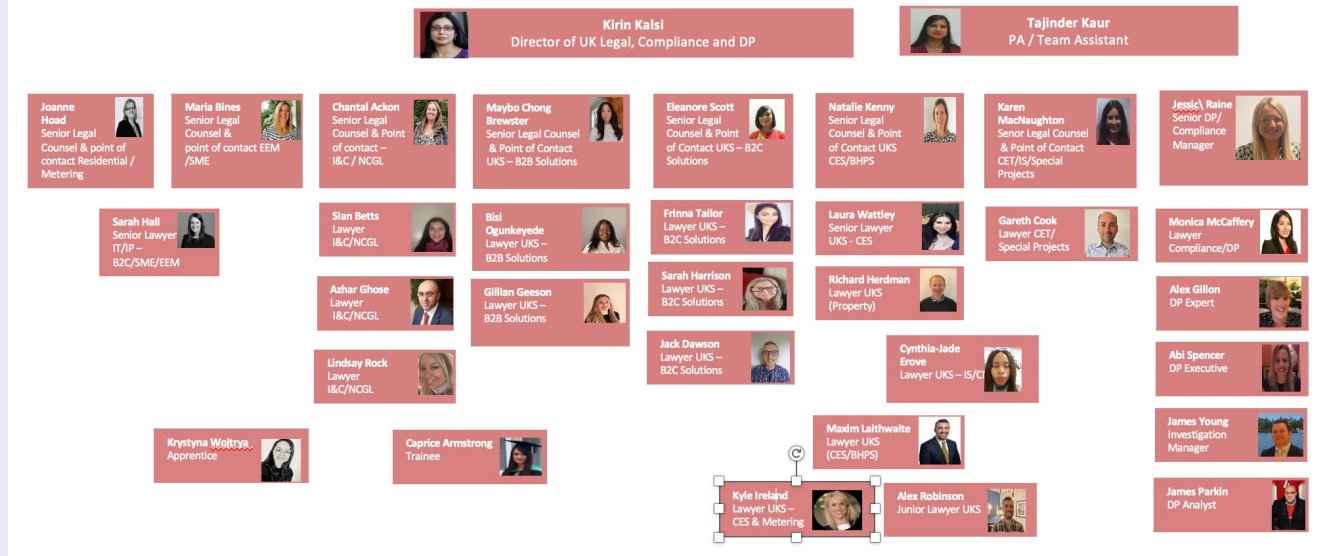 Kirin Kalsi
Director of UK Legal, Compliance and DP
Tajinder Kaur
PA / Team Assistant
Joanne
Hoad
Senior Legal
Counsel & point of
contact Residential /
Metering
Maria Bines
Senior Legal
Counsel &
point of contact EEM
/SME
Chantal Ackon
Senior Legal
Counsel & Point
of contact –
I&C / NCGL
Maybo Chong
Brewster
Senior Legal Counsel
& Point of Contact
UKS – B2B Solutions
Eleanore Scott
Senior Legal
Counsel & Point
of Contact UKS – B2C
Solutions
Natalie Kenny
Senior Legal
Counsel & Point
of Contact UKS
CES/BHPS
Karen
MacNaughton
Senor Legal Counsel
& Point of Contact
CET/IS/Special
Projects
Jessic\ Raine
Senior DP/
Compliance
Manager
Sarah Hall
Senior Lawyer
IT/IP –
B2C/SME/EEM
Sian Betts
Lawyer
I&C/NCGL
Bisi
Ogunkeyede
Lawyer UKS –
B2B Solutions
Frinna Tailor
Lawyer UKS –
B2C Solutions
Laura Wattley
Senior Lawyer
UKS - CES
Gareth Cook
Lawyer CET/
Special Projects
Monica McCaffery
Lawyer
Compliance/DP
Azhar Ghose
Lawyer
I&C/NCGL
Gillian Geeson
Lawyer UKS –
B2B Solutions
Sarah Harrison
Lawyer UKS –
B2C Solutions
Richard Herdman
Lawyer UKS
(Property)
Alex Gillon
DP Expert
Lindsay Rock
Lawyer
I&C/NCGL
Jack Dawson
Lawyer UKS –
B2C Solutions
Cynthia-Jade
Erove
Lawyer UKS – IS/
Abi Spencer
DP Executive
Krystyna Wojtrya
Apprentice
Caprice Armstrong
Trainee
Maxim Laithwaite
Lawyer UKS
(CES/BHPS)
James Young
Investigation
Manager
Kyle Ireland
Lawyer UKS –
CES & Metering
Alex Robinson
Junior Lawyer UKS
James Parkin
DP Analyst